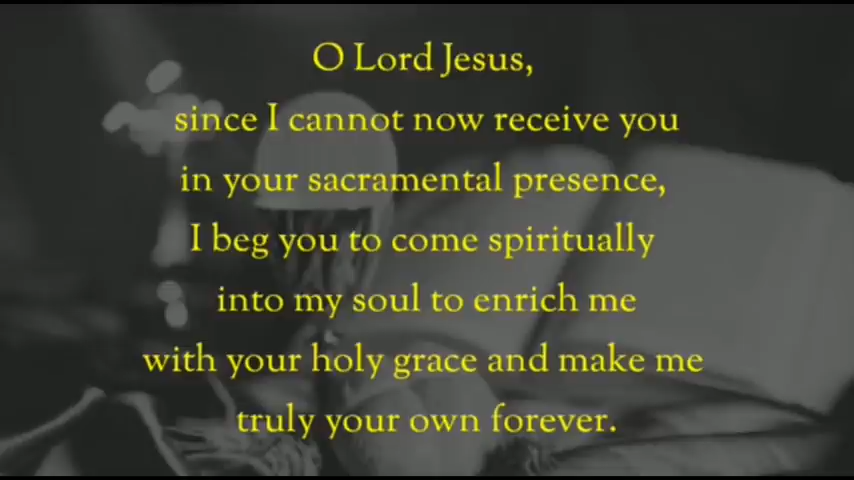 O Lord Jesus,
since I cannot now receive you
in your sacramental presence,
I beg you to come spiritually
into my soul to enrich me
with your holy grace and make me
truly your own forever.